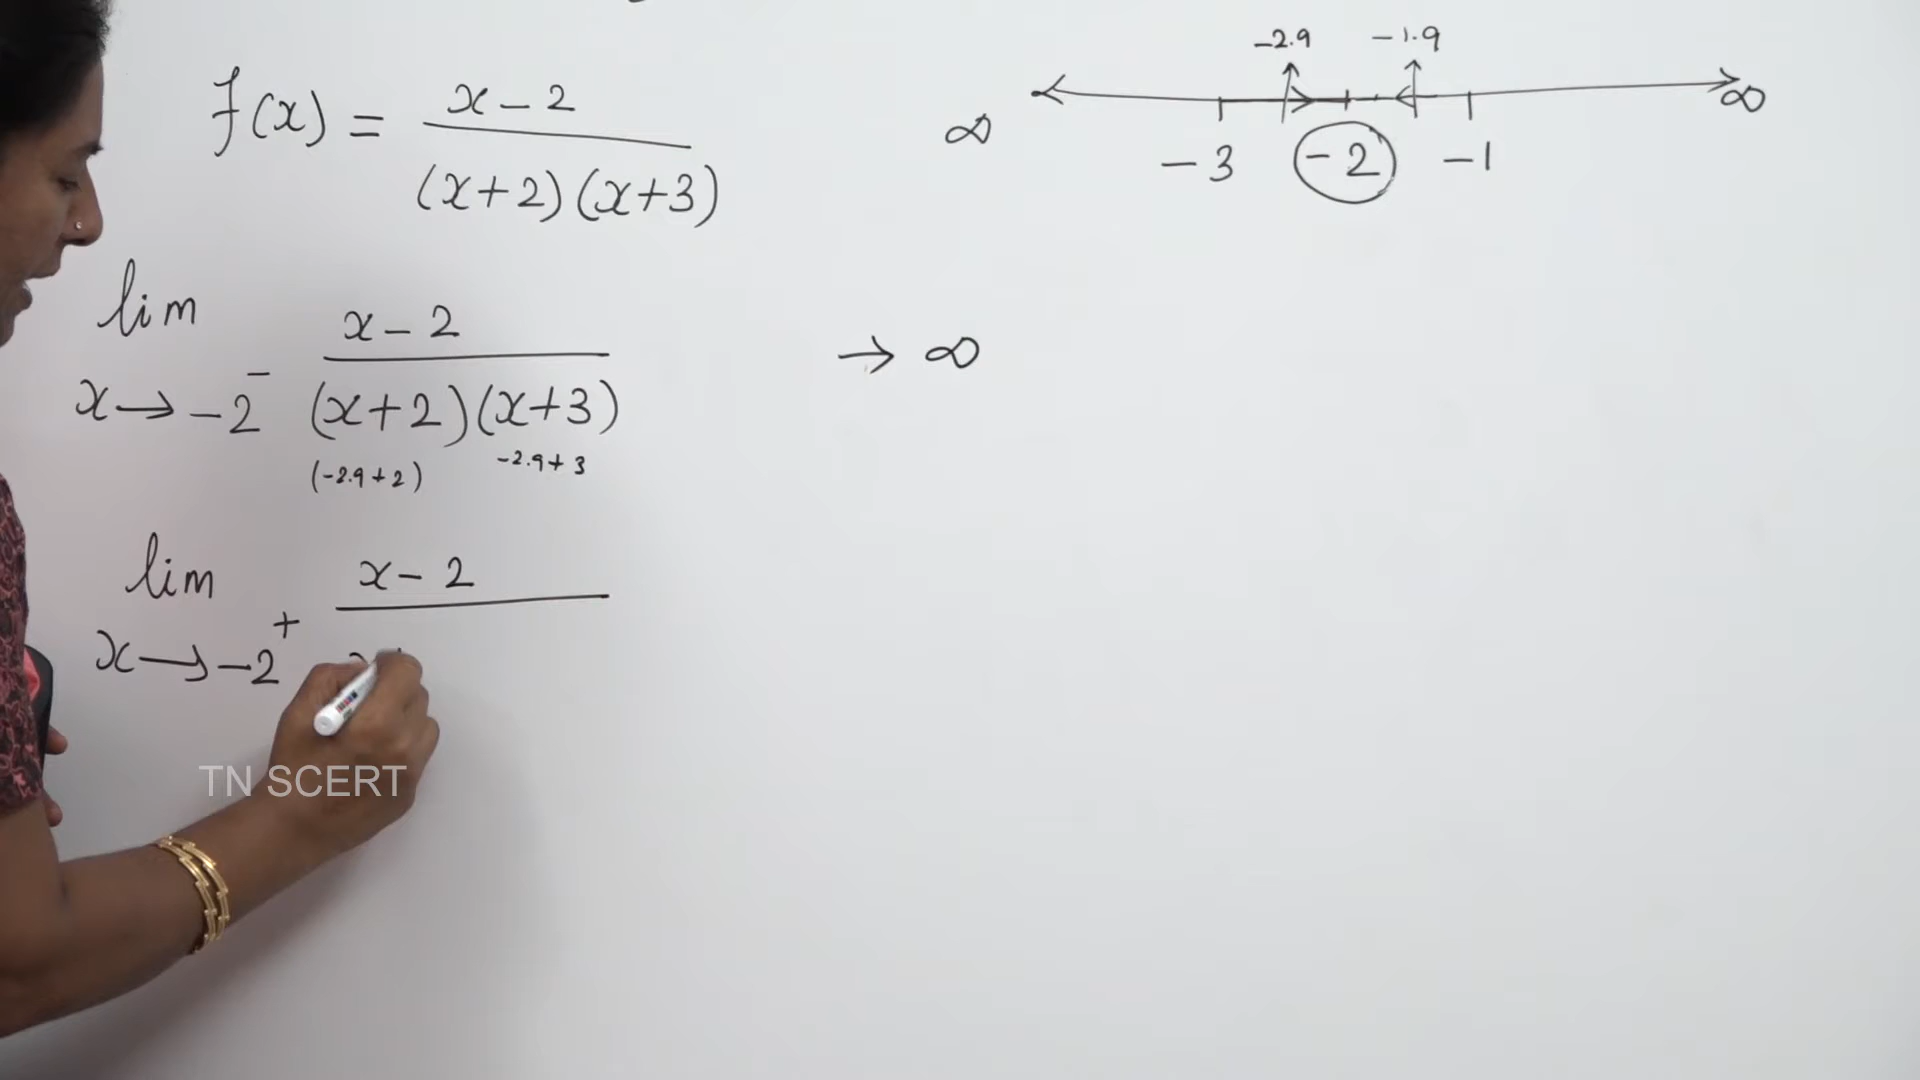 f(x) = x - 2
(x+2)(x+3)
-2.9 -1.9
∞ ∞
-3 -2 -1
lim x - 2
x → -2⁻ (x+2)(x+3) → ∞
(-2.9+2) -2.9+3
lim x - 2
x → -2⁺
TN SCERT